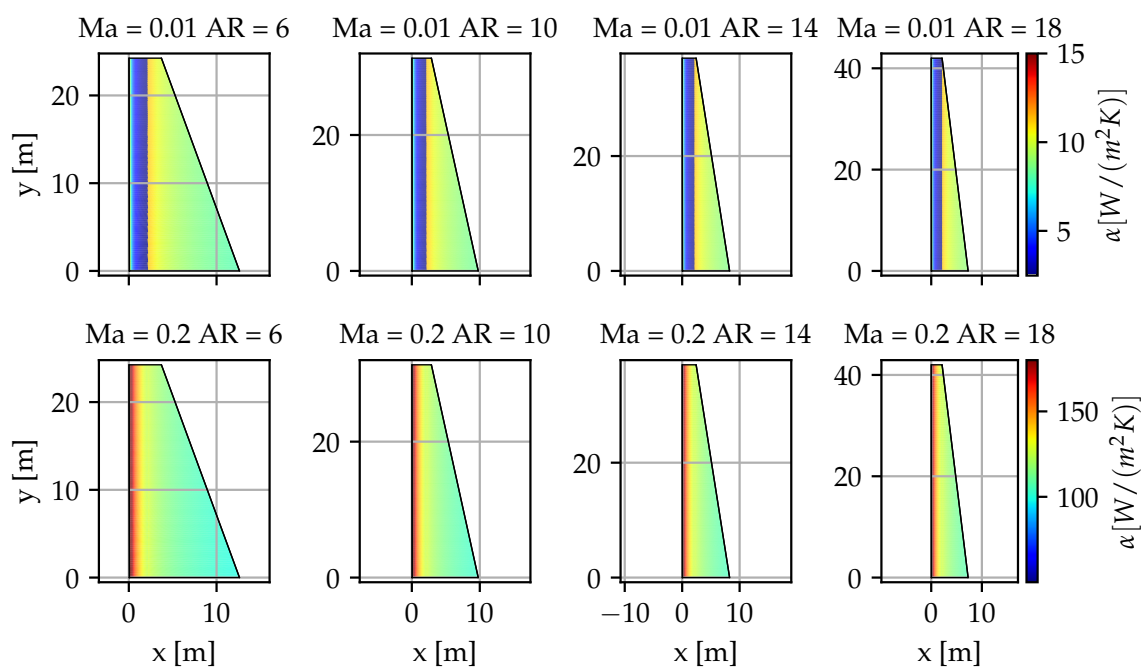 Ma = 0.01 AR = 6
Ma = 0.01 AR = 10
Ma = 0.01 AR = 14
Ma = 0.01 AR = 18
y [m]
20
10
0
20
0
20
0
40
20
0
15
10
5
α[W/(m²K)]
Ma = 0.2 AR = 6
Ma = 0.2 AR = 10
Ma = 0.2 AR = 14
Ma = 0.2 AR = 18
y [m]
20
10
0
20
0
20
0
40
20
0
150
100
α[W/(m²K)]
0 10
0 10
−10 0 10
0 10
x [m]
x [m]
x [m]
x [m]